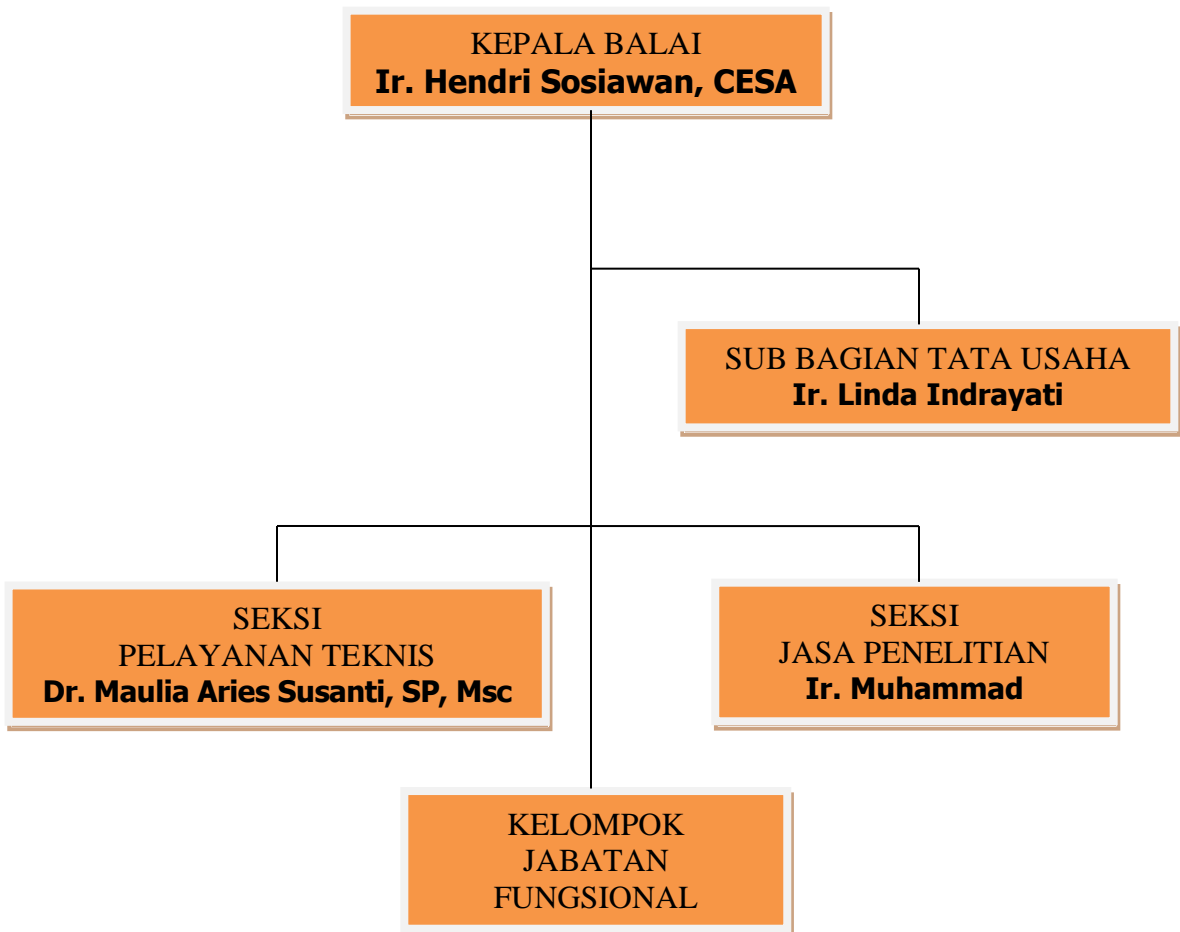 KEPALA BALAI
Ir. Hendri Sosiawan, CESA
SUB BAGIAN TATA USAHA
Ir. Linda Indrayati
SEKSI
PELAYANAN TEKNIS
Dr. Maulia Aries Susanti, SP, Msc
SEKSI
JASA PENELITIAN
Ir. Muhammad
KELOMPOK
JABATAN
FUNGSIONAL